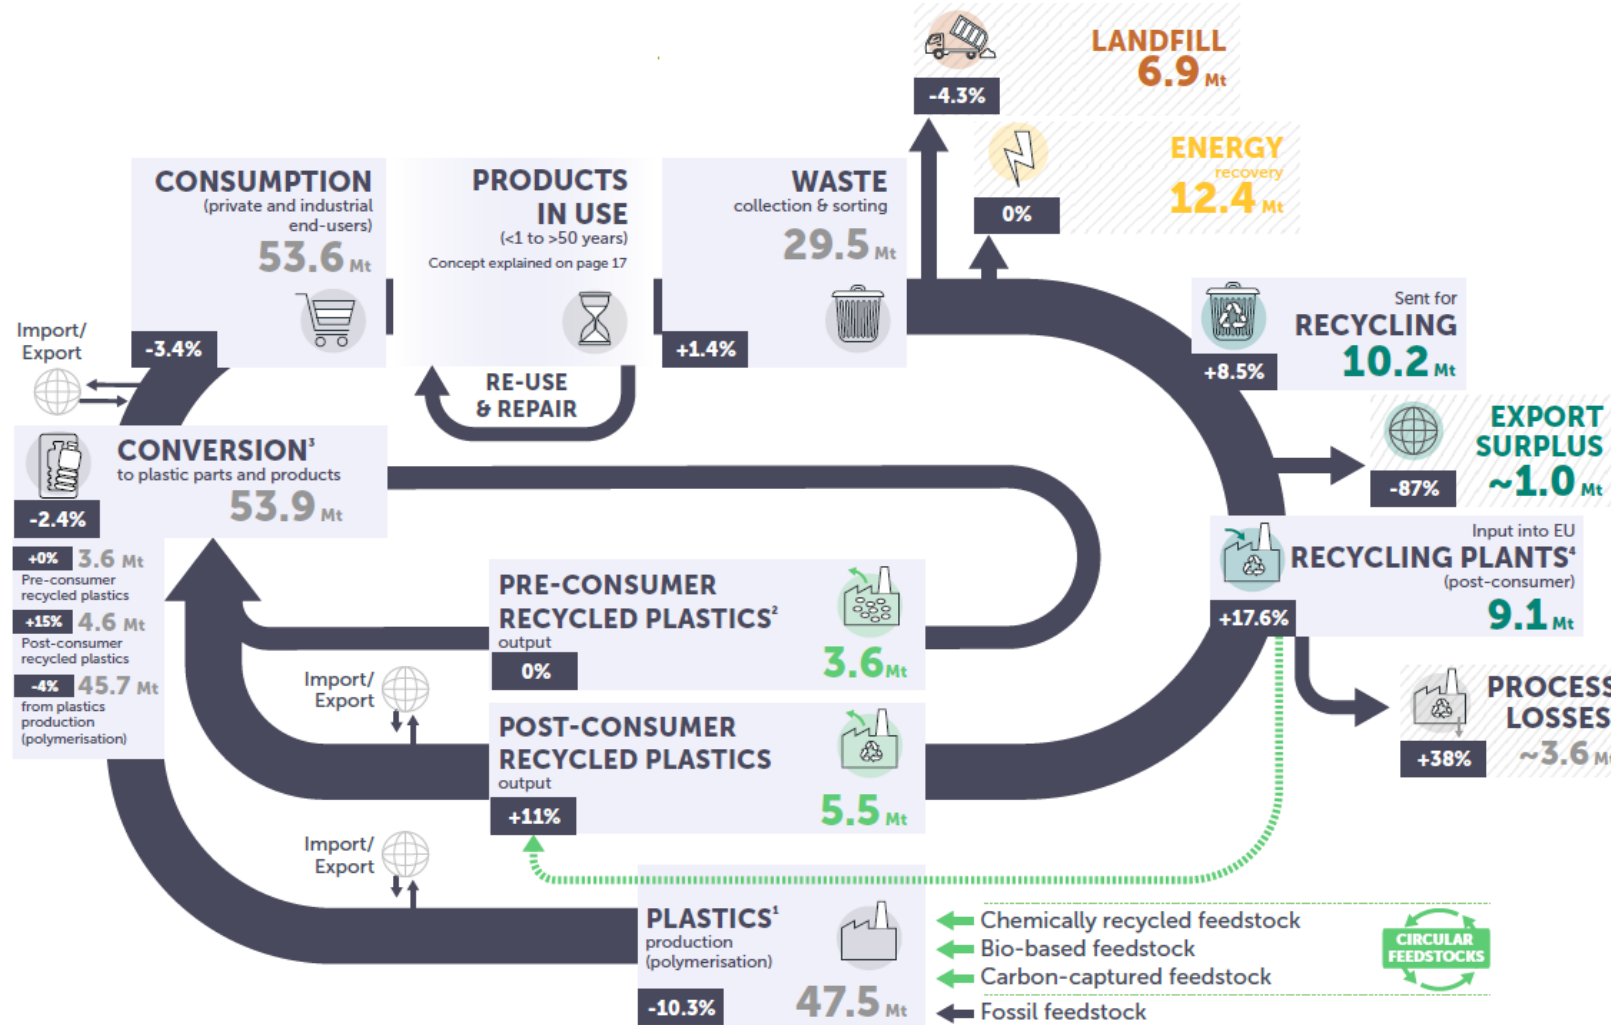 LANDFILL
6.9 Mt
-4.3%
ENERGY
recovery
12.4 Mt
0%
CONSUMPTION
(private and industrial
end-users)
53.6 Mt
-3.4%
PRODUCTS
IN USE
(<1 to >50 years)
Concept explained on page 17
WASTE
collection & sorting
29.5 Mt
+1.4%
RE-USE
& REPAIR
Import/
Export
Sent for
RECYCLING
10.2 Mt
+8.5%
EXPORT
SURPLUS
~1.0 Mt
-87%
CONVERSION³
to plastic parts and products
53.9 Mt
-2.4%
+0% 3.6 Mt
Pre-consumer
recycled plastics
+15% 4.6 Mt
Post-consumer
recycled plastics
-4% 45.7 Mt
from plastics
production
(polymerisation)
Input into EU
RECYCLING PLANTS⁴
(post-consumer)
9.1 Mt
+17.6%
PRE-CONSUMER
RECYCLED PLASTICS²
output
0%
3.6 Mt
Import/
Export
POST-CONSUMER
RECYCLED PLASTICS
output
+11%
5.5 Mt
PROCESS
LOSSES
~3.6 Mt
+38%
Import/
Export
PLASTICS¹
production
(polymerisation)
-10.3%
47.5 Mt
Chemically recycled feedstock
Bio-based feedstock
Carbon-captured feedstock
Fossil feedstock
CIRCULAR
FEEDSTOCKS